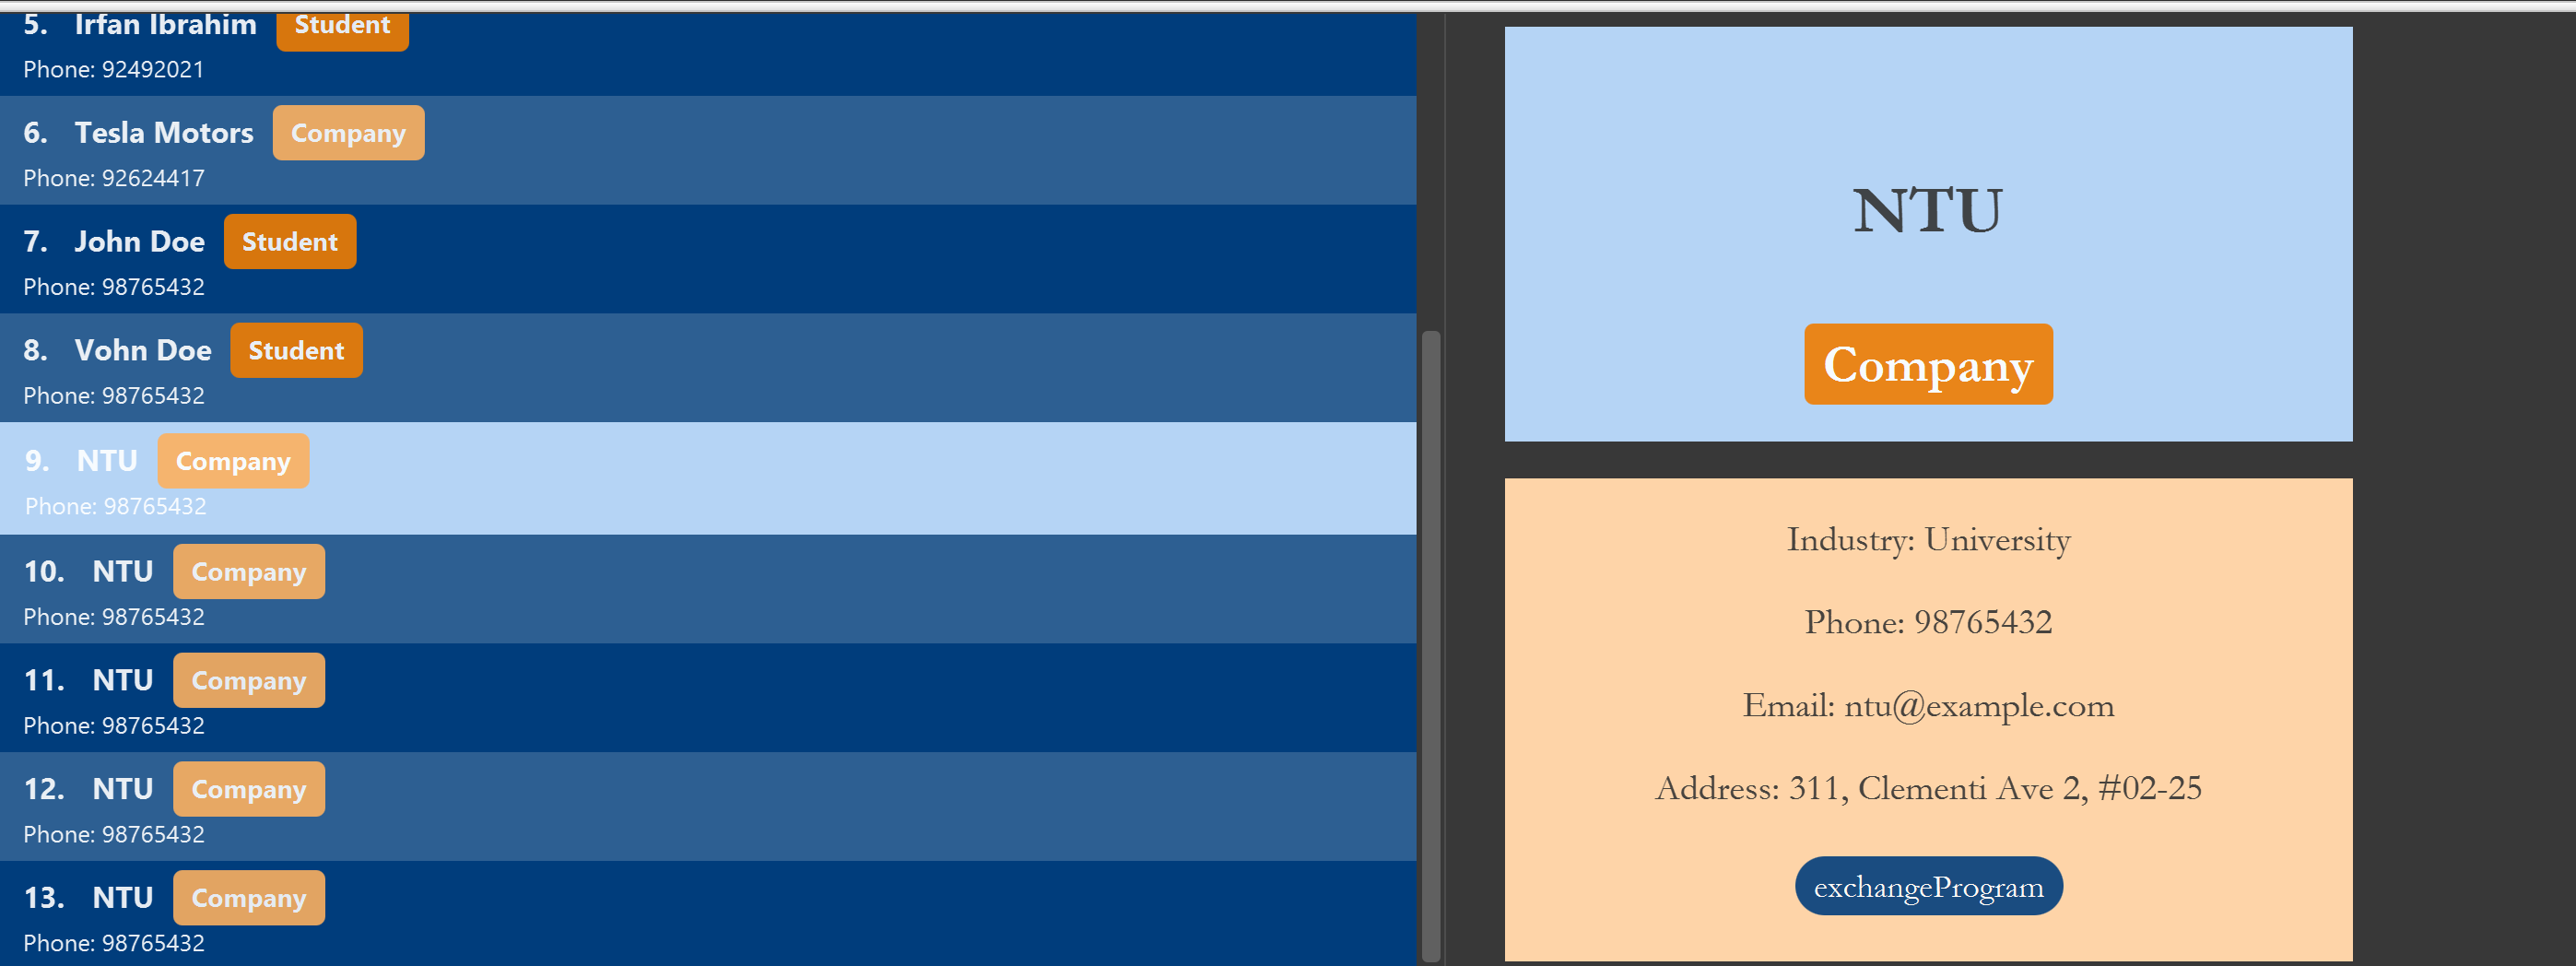 5. Irfan Ibrahim Student
Phone: 92492021
6. Tesla Motors Company
Phone: 92624417
7. John Doe Student
Phone: 98765432
8. Vohn Doe Student
Phone: 98765432
9. NTU Company
Phone: 98765432
10. NTU Company
Phone: 98765432
11. NTU Company
Phone: 98765432
12. NTU Company
Phone: 98765432
13. NTU Company
Phone: 98765432
NTU
Company
Industry: University
Phone: 98765432
Email: ntu@example.com
Address: 311, Clementi Ave 2, #02-25
exchangeProgram